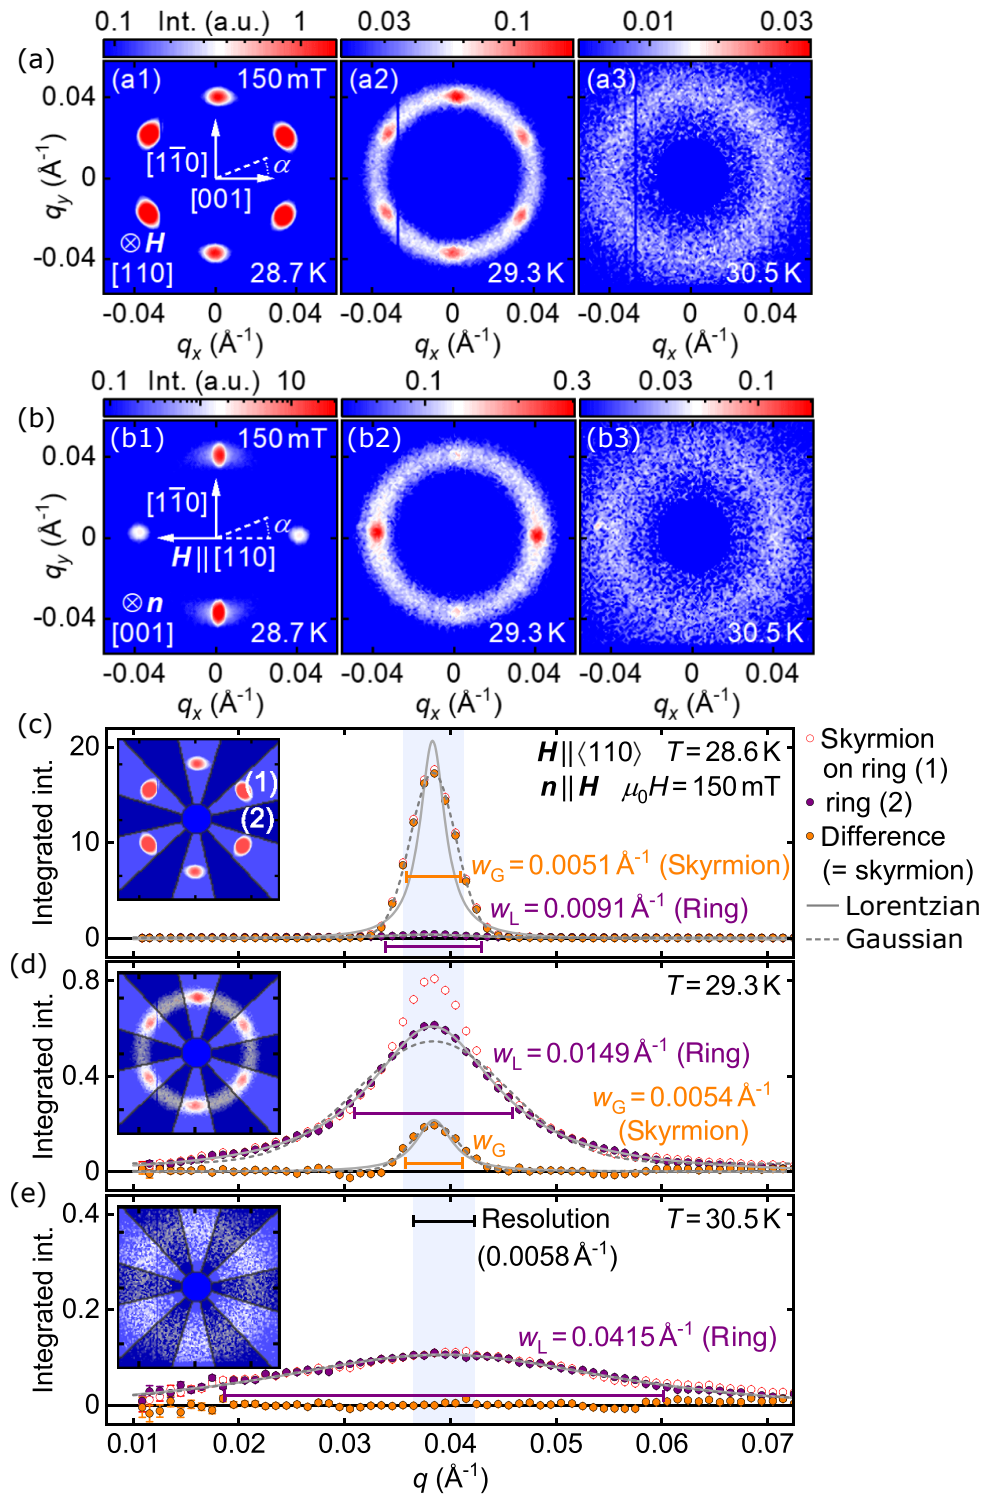 0.1 Int. (a.u.) 1
0.03 0.1
0.01 0.03
(a)
(a1) 150 mT
(a2)
(a3)
0.04
0
-0.04
q_y (Å⁻¹)
[11̄0]
α
[001]
⊗H
[110]
28.7 K
29.3 K
30.5 K
-0.04 0 0.04
-0.04 0 0.04
-0.04 0 0.04
q_x (Å⁻¹)
q_x (Å⁻¹)
q_x (Å⁻¹)
0.1 Int. (a.u.) 10
0.1 0.3
0.03 0.1
(b)
(b1) 150 mT
(b2)
(b3)
0.04
0
-0.04
q_y (Å⁻¹)
[11̄0]
α
H||[110]
⊗n
[001]
28.7 K
29.3 K
30.5 K
-0.04 0 0.04
-0.04 0 0.04
-0.04 0 0.04
q_x (Å⁻¹)
q_x (Å⁻¹)
q_x (Å⁻¹)
(c)
20
10
0
Integrated int.
(1)
(2)
H||⟨110⟩ T = 28.6 K
n||H μ₀H = 150 mT
w_G = 0.0051 Å⁻¹ (Skyrmion)
w_L = 0.0091 Å⁻¹ (Ring)
Skyrmion
on ring (1)
ring (2)
Difference
(= skyrmion)
Lorentzian
Gaussian
(d)
0.8
0.4
0
Integrated int.
T = 29.3 K
w_L = 0.0149 Å⁻¹ (Ring)
w_G = 0.0054 Å⁻¹
(Skyrmion)
w_G
(e)
0.4
0.2
0
Integrated int.
Resolution
(0.0058 Å⁻¹)
T = 30.5 K
w_L = 0.0415 Å⁻¹ (Ring)
0.01 0.02 0.03 0.04 0.05 0.06 0.07
q (Å⁻¹)